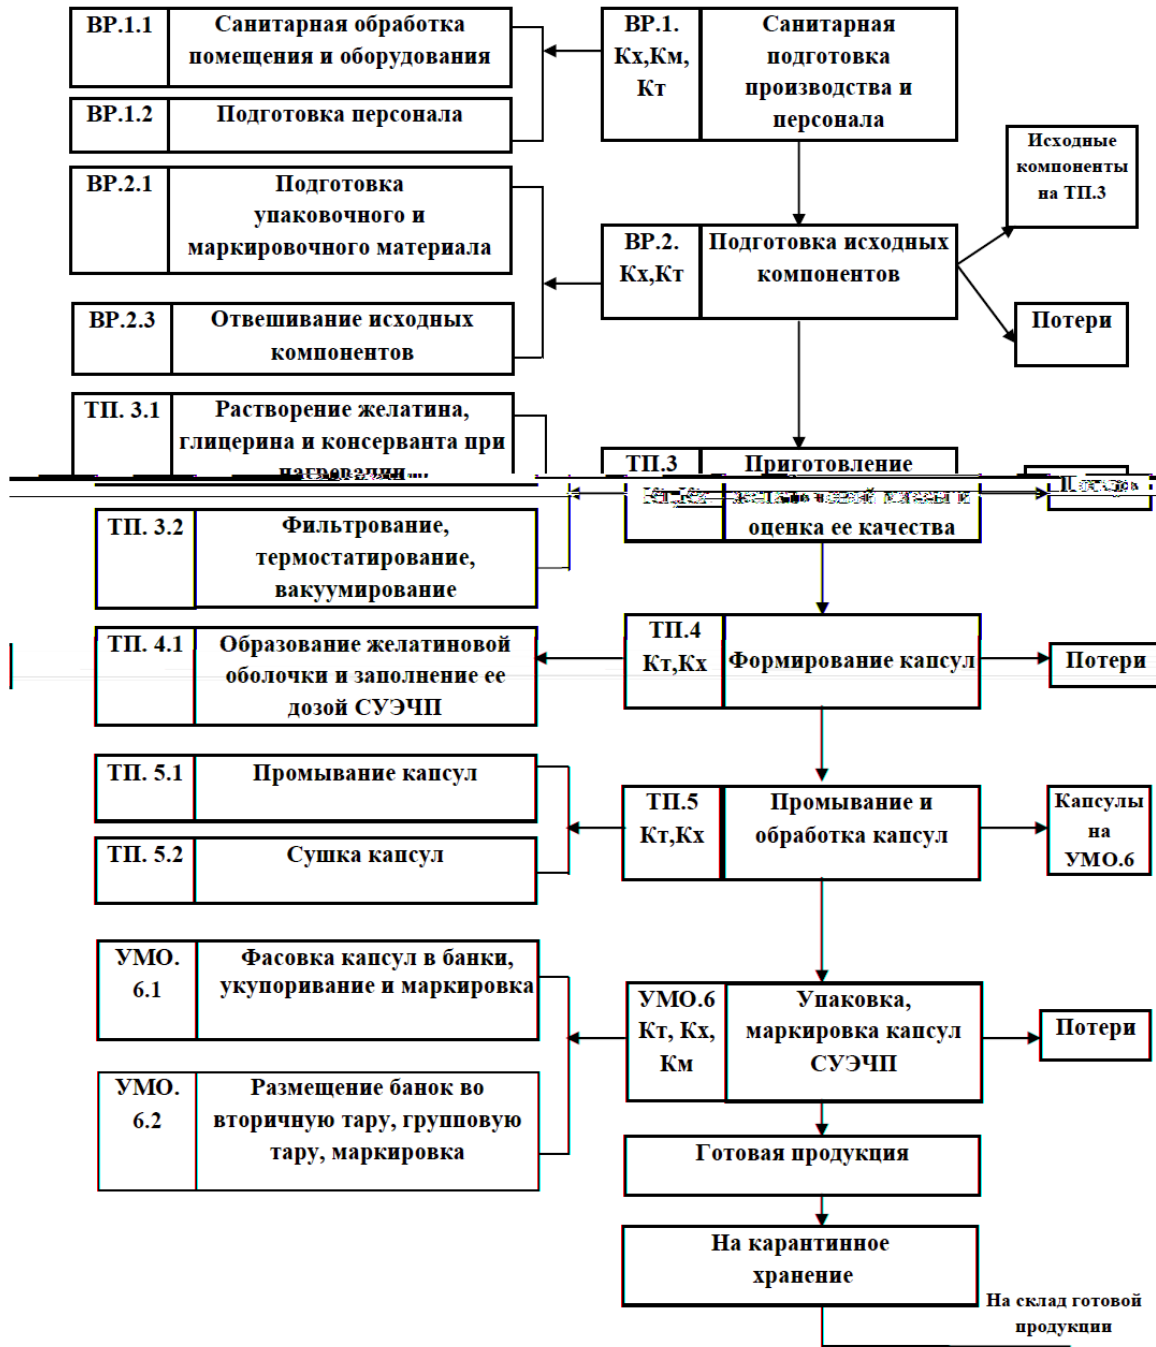 ВР.1.1
Санитарная обработка
помещения и оборудования
ВР.1.2
Подготовка персонала
ВР.1.
Кх,Км,
Кт
Санитарная
подготовка
производства и
персонала
Исходные
компоненты
на ТП.3
ВР.2.1
Подготовка
упаковочного и
маркировочного материала
ВР.2.
Кх,Кт
Подготовка исходных
компонентов
Потери
ВР.2.3
Отвешивание исходных
компонентов
ТП. 3.1
Растворение желатина,
глицерина и консерванта при
ТП.3
Приготовление
оценка ее качества
ТП. 3.2
Фильтрование,
термостатирование,
вакуумирование
ТП. 4.1
Образование желатиновой
оболочки и заполнение ее
дозой СУЭЧП
ТП.4
Кт,Кх
Формирование капсул
Потери
ТП. 5.1
Промывание капсул
ТП. 5.2
Сушка капсул
ТП.5
Кт,Кх
Промывание и
обработка капсул
Капсулы
на
УМО.6
УМО.
6.1
Фасовка капсул в банки,
укупоривание и маркировка
УМО.6
Кт, Кх,
Км
Упаковка,
маркировка капсул
СУЭЧП
Потери
УМО.
6.2
Размещение банок во
вторичную тару, групповую
тару, маркировка
Готовая продукция
На карантинное
хранение
На склад готовой
продукции